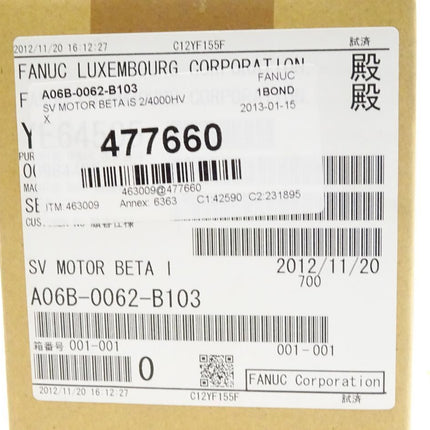 2012/11/20 16:12:27 C12YF155F 試済
FANUC LUXEMBOURG CORPORATION 殿
殿
A06B-0062-B103 FANUC
SV MOTOR BETA iS 2/4000HV 1BOND
X 2013-01-15
477660
463009@477660
ITM:463009 Annex: 6363 C1:42590 C2:231895
SV MOTOR BETA I 2012/11/20
700
A06B-0062-B103
箱番号 001-001 001-001
0
FANUC Corporation
2012/11/20 16:12:27 C12YF155F 試済